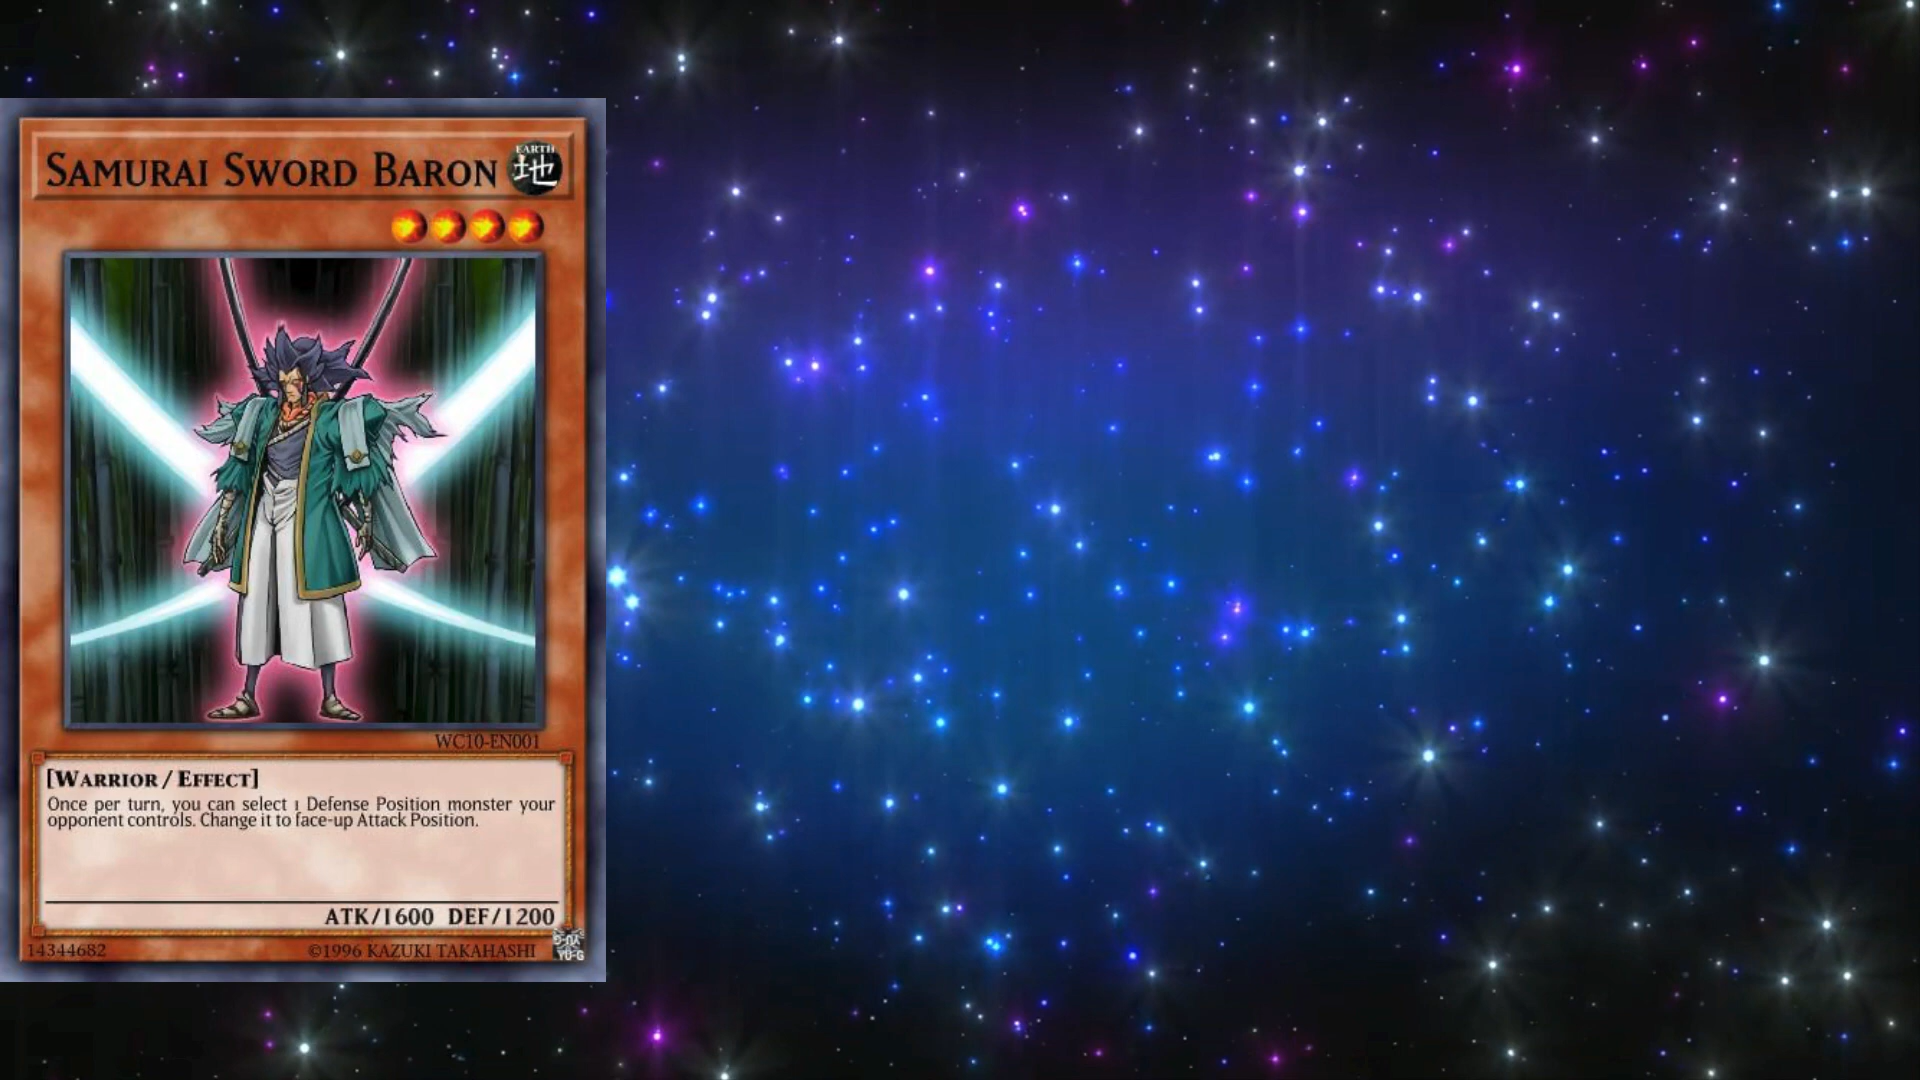 SAMURAI SWORD BARON
EARTH
地
WC10-EN001
[WARRIOR / EFFECT]
Once per turn, you can select 1 Defense Position monster your
opponent controls. Change it to face-up Attack Position.
ATK/1600 DEF/1200
14344682
©1996 KAZUKI TAKAHASHI